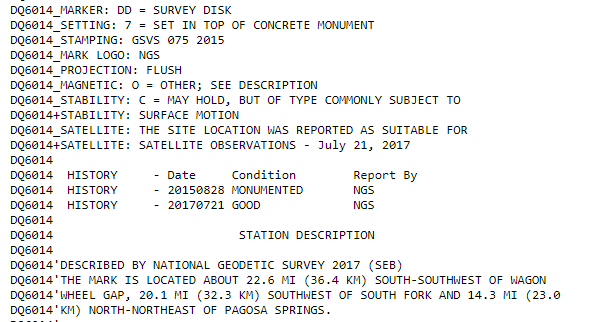 DQ6014_MARKER: DD = SURVEY DISK
DQ6014_SETTING: 7 = SET IN TOP OF CONCRETE MONUMENT
DQ6014_STAMPING: GSVS 075 2015
DQ6014_MARK LOGO: NGS
DQ6014_PROJECTION: FLUSH
DQ6014_MAGNETIC: O = OTHER; SEE DESCRIPTION
DQ6014_STABILITY: C = MAY HOLD, BUT OF TYPE COMMONLY SUBJECT TO
DQ6014+STABILITY: SURFACE MOTION
DQ6014_SATELLITE: THE SITE LOCATION WAS REPORTED AS SUITABLE FOR
DQ6014+SATELLITE: SATELLITE OBSERVATIONS - July 21, 2017
DQ6014
DQ6014  HISTORY     - Date     Condition        Report By
DQ6014  HISTORY     - 20150828 MONUMENTED       NGS
DQ6014  HISTORY     - 20170721 GOOD             NGS
DQ6014
DQ6014                          STATION DESCRIPTION
DQ6014
DQ6014'DESCRIBED BY NATIONAL GEODETIC SURVEY 2017 (SEB)
DQ6014'THE MARK IS LOCATED ABOUT 22.6 MI (36.4 KM) SOUTH-SOUTHWEST OF WAGON
DQ6014'WHEEL GAP, 20.1 MI (32.3 KM) SOUTHWEST OF SOUTH FORK AND 14.3 MI (23.0
DQ6014'KM) NORTH-NORTHEAST OF PAGOSA SPRINGS.